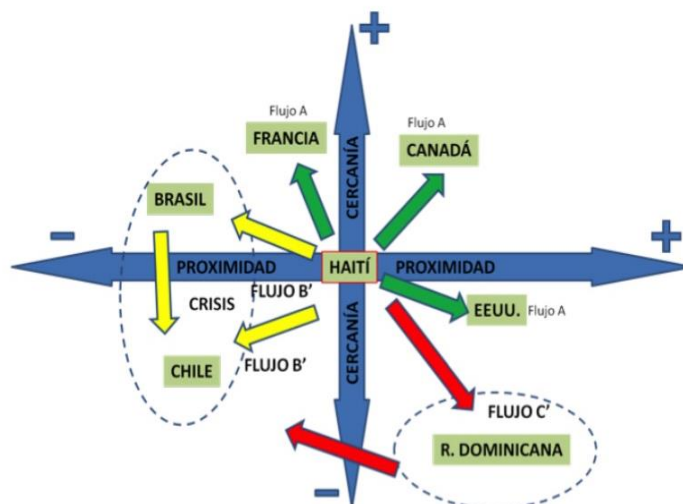 +
Flujo A
FRANCIA
Flujo A
CANADÁ
CERCANÍA
BRASIL
-
+
PROXIMIDAD
HAITÍ
PROXIMIDAD
CRISIS
FLUJO B'
EEUU.
Flujo A
CERCANÍA
CHILE
FLUJO B'
FLUJO C'
R. DOMINICANA
-